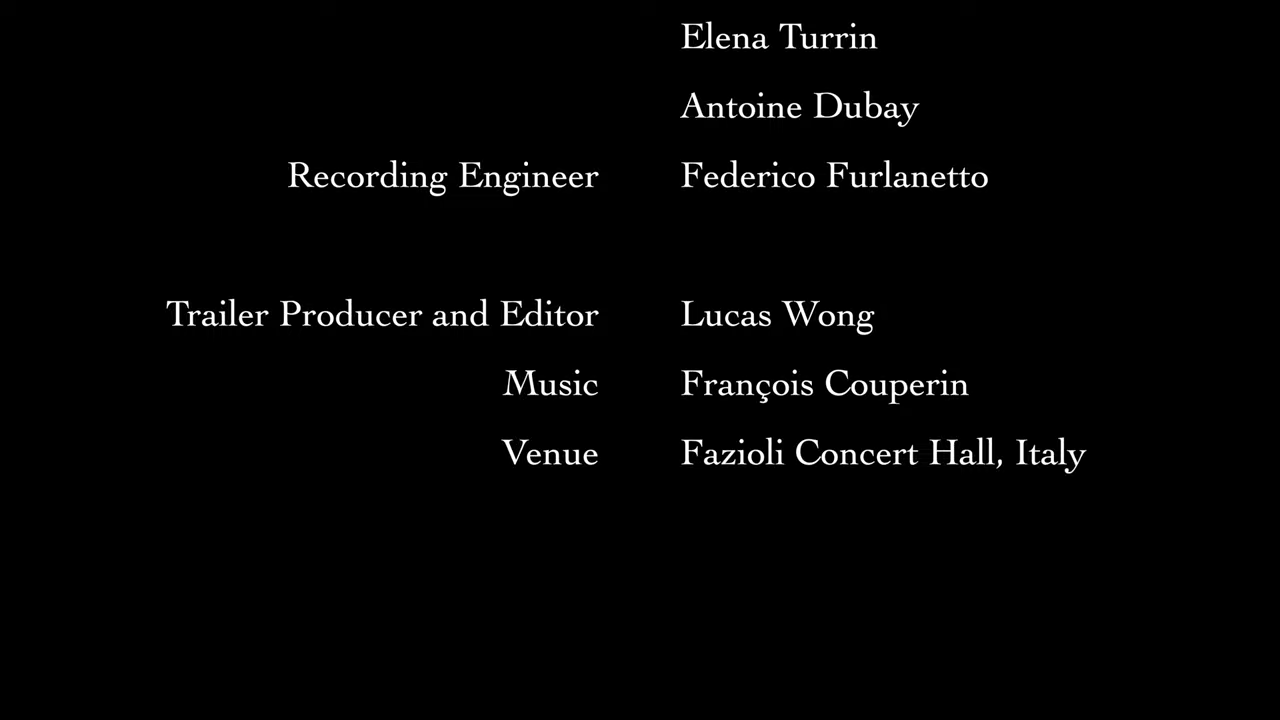 Elena Turrin
Antoine Dubay
Recording Engineer Federico Furlanetto
Trailer Producer and Editor Lucas Wong
Music François Couperin
Venue Fazioli Concert Hall, Italy